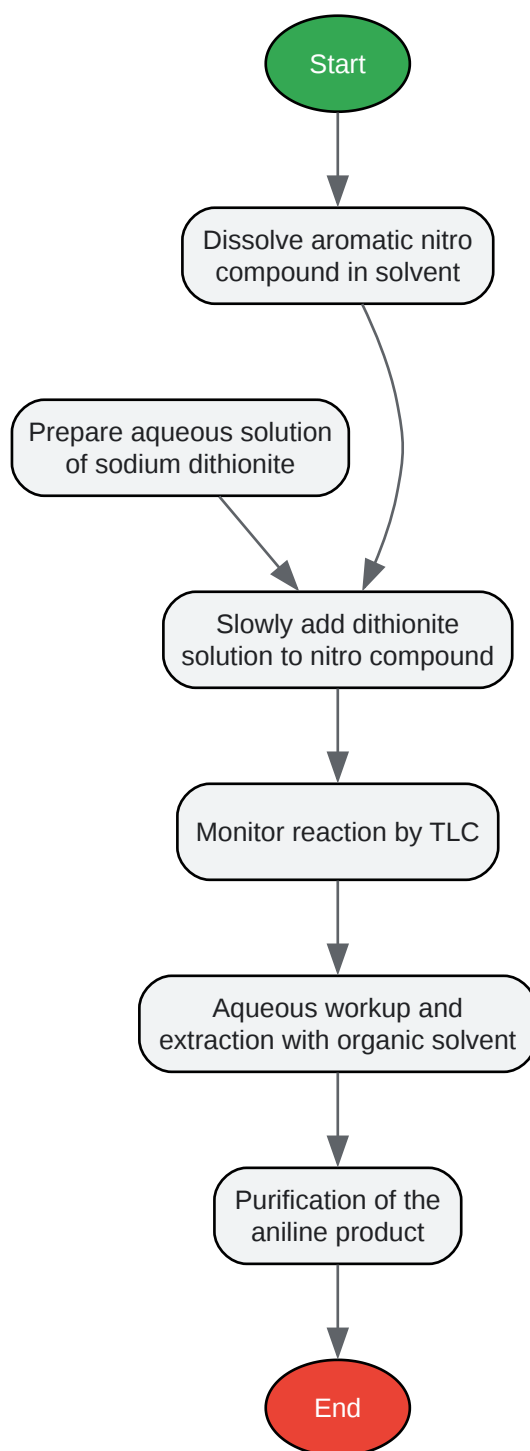 Start
Dissolve aromatic nitro
compound in solvent
Prepare aqueous solution
of sodium dithionite
Slowly add dithionite
solution to nitro compound
Monitor reaction by TLC
Aqueous workup and
extraction with organic solvent
Purification of the
aniline product
End